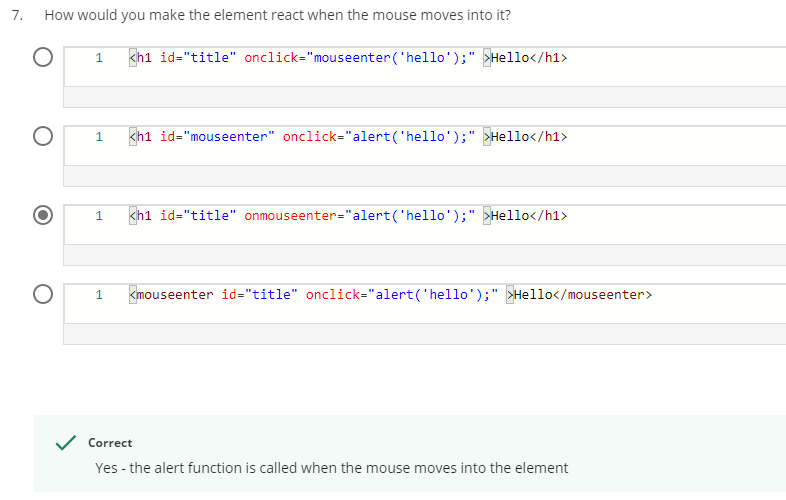 7. How would you make the element react when the mouse moves into it?
1 <h1 id="title" onclick="mouseenter('hello');" >Hello</h1>
1 <h1 id="mouseenter" onclick="alert('hello');" >Hello</h1>
1 <h1 id="title" onmouseenter="alert('hello');" >Hello</h1>
1 <mouseenter id="title" onclick="alert('hello');" >Hello</mouseenter>
Correct
Yes - the alert function is called when the mouse moves into the element